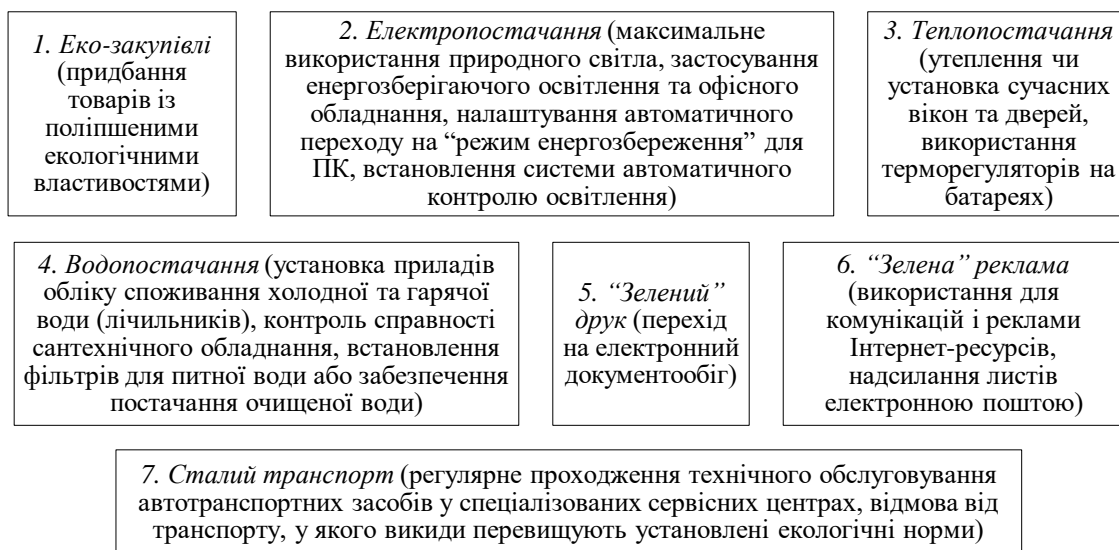 1. Еко-закупівлі
(придбання
товарів із
поліпшеними
екологічними
властивостями)
2. Електропостачання (максимальне
використання природного світла, застосування
енергозберігаючого освітлення та офісного
обладнання, налаштування автоматичного
переходу на “режим енергозбереження” для
ПК, встановлення системи автоматичного
контролю освітлення)
3. Теплопостачання
(утеплення чи
установка сучасних
вікон та дверей,
використання
терморегуляторів на
батареях)
4. Водопостачання (установка приладів
обліку споживання холодної та гарячої
води (лічильників), контроль справності
сантехнічного обладнання, встановлення
фільтрів для питної води або забезпечення
постачання очищеної води)
5. “Зелений”
друк (перехід
на електронний
документообіг)
6. “Зелена” реклама
(використання для
комунікацій і реклами
Інтернет-ресурсів,
надсилання листів
електронною поштою)
7. Сталий транспорт (регулярне проходження технічного обслуговування
автотранспортних засобів у спеціалізованих сервісних центрах, відмова від
транспорту, у якого викиди перевищують установлені екологічні норми)